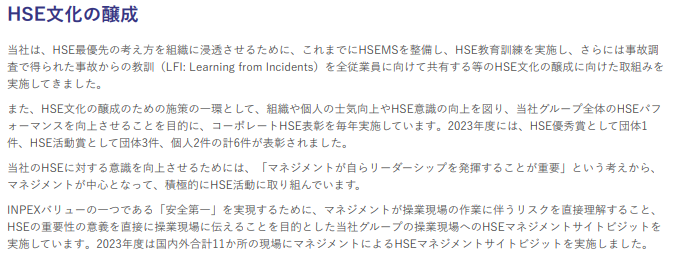 HSE文化の醸成
当社は、HSE最優先の考え方を組織に浸透させるために、これまでにHSEMSを整備し、HSE教育訓練を実施し、さらには事故調
査で得られた事故からの教訓（LFI: Learning from Incidents）を全従業員に向けて共有する等のHSE文化の醸成に向けた取組みを
実施してきました。
また、HSE文化の醸成のための施策の一環として、組織や個人の士気向上やHSE意識の向上を図り、当社グループ全体のHSEパフ
ォーマンスを向上させることを目的に、コーポレートHSE表彰を毎年実施しています。2023年度には、HSE優秀賞として団体1
件、HSE活動賞として団体3件、個人2件の計6件が表彰されました。
当社のHSEに対する意識を向上させるためには、「マネジメントが自らリーダーシップを発揮することが重要」という考えから、
マネジメントが中心となって、積極的にHSE活動に取り組んでいます。
INPEXバリューの一つである「安全第一」を実現するために、マネジメントが操業現場の作業に伴うリスクを直接理解すること、
HSEの重要性の意義を直接に操業現場に伝えることを目的とした当社グループの操業現場へのHSEマネジメントサイトビジットを
実施しています。2023年度は国内外合計11か所の現場にマネジメントによるHSEマネジメントサイトビジットを実施しました。